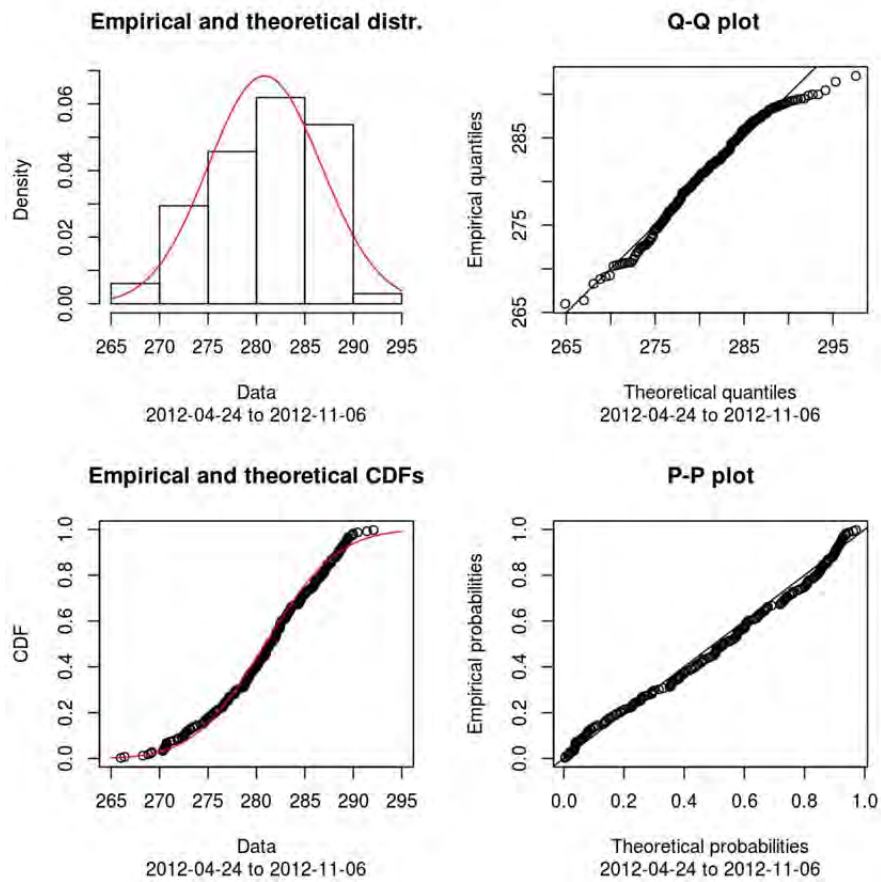 Empirical and theoretical distr.
Density
0.00
0.02
0.04
0.06
265 270 275 280 285 290 295
Data
2012-04-24 to 2012-11-06
Q-Q plot
Empirical quantiles
265
275
285
265 275 285 295
Theoretical quantiles
2012-04-24 to 2012-11-06
Empirical and theoretical CDFs
CDF
0.0
0.2
0.4
0.6
0.8
1.0
265 270 275 280 285 290 295
Data
2012-04-24 to 2012-11-06
P-P plot
Empirical probabilities
0.0
0.2
0.4
0.6
0.8
1.0
0.0 0.2 0.4 0.6 0.8 1.0
Theoretical probabilities
2012-04-24 to 2012-11-06